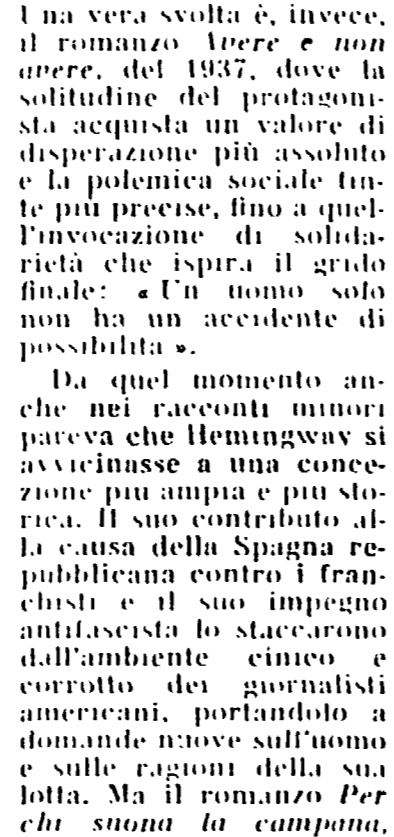 Una vera svolta è, invece,
il romanzo Avere e non
avere, del 1937, dove la
solitudine del protagoni-
sta acquista un valore di
disperazione più assoluto
e la polemica sociale tin-
te più precise, fino a quel-
l'invocazione di solida-
rietà che ispira il grido
finale: « Un uomo solo
non ha un accidente di
possibilità ».
Da quel momento an-
che nei racconti minori
pareva che Hemingway si
avvicinasse a una conce-
zione più ampia e più sto-
rica. Il suo contributo al-
la causa della Spagna re-
pubblicana contro i fran-
chisti e il suo impegno
antifascista lo staccarono
dall'ambiente cinico e
corrotto dei giornalisti
americani, portandolo a
domande nuove sull'uomo
e sulle ragioni della sua
lotta. Ma il romanzo Per
chi suona la campana,